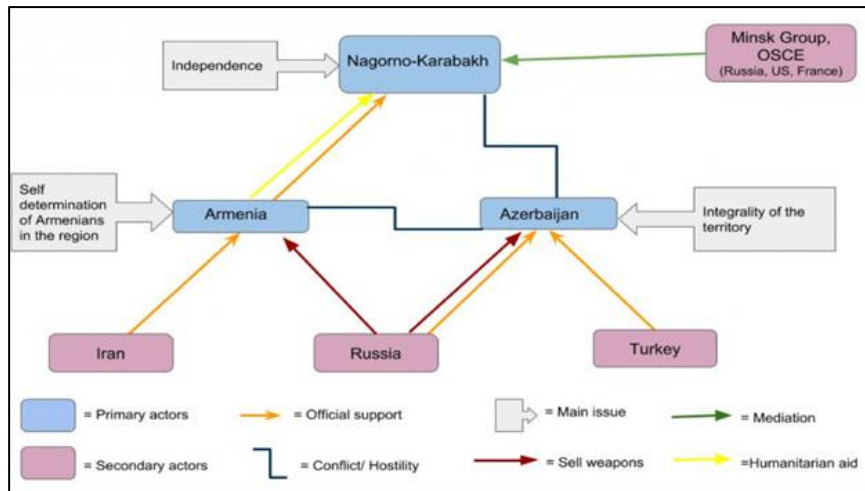 Independence
Nagorno-Karabakh
Minsk Group,
OSCE
(Russia, US, France)
Self
determination
of Armenians
in the region
Armenia
Azerbaijan
Integrality of the
territory
Iran
Russia
Turkey
= Primary actors
= Official support
= Main issue
= Mediation
= Secondary actors
= Conflict/ Hostility
= Sell weapons
=Humanitarian aid